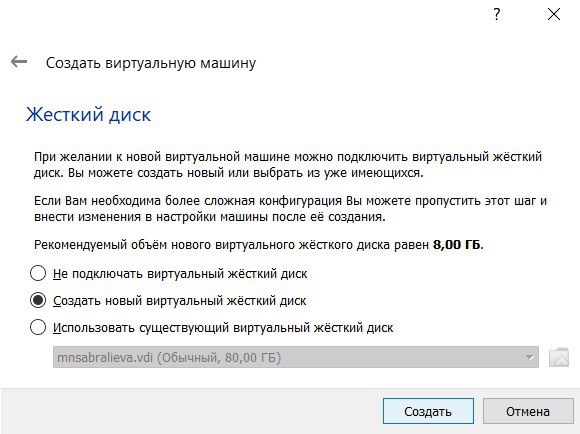 ?
Создать виртуальную машину
Жесткий диск
При желании к новой виртуальной машине можно подключить виртуальный жёсткий
диск. Вы можете создать новый или выбрать из уже имеющихся.
Если Вам необходима более сложная конфигурация Вы можете пропустить этот шаг и
внести изменения в настройки машины после её создания.
Рекомендуемый объём нового виртуального жёсткого диска равен 8,00 ГБ.
Не подключать виртуальный жёсткий диск
Создать новый виртуальный жёсткий диск
Использовать существующий виртуальный жёсткий диск
mnsabralieva.vdi (Обычный, 80,00 ГБ)
Создать
Отмена